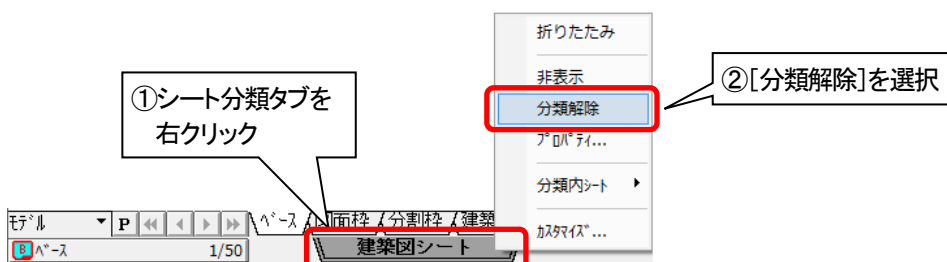 折りたたみ
非表示
分類解除
ﾌﾟﾛﾊﾟﾃｨ...
分類内ｼｰﾄ
ｶｽﾀﾏｲｽﾞ...
①シート分類タブを
右クリック
②[分類解除]を選択
ﾓﾃﾞﾙ P ﾍﾞｰｽ 図面枠 分割枠 建築
B ﾍﾞｰｽ 1/50 建築図シート